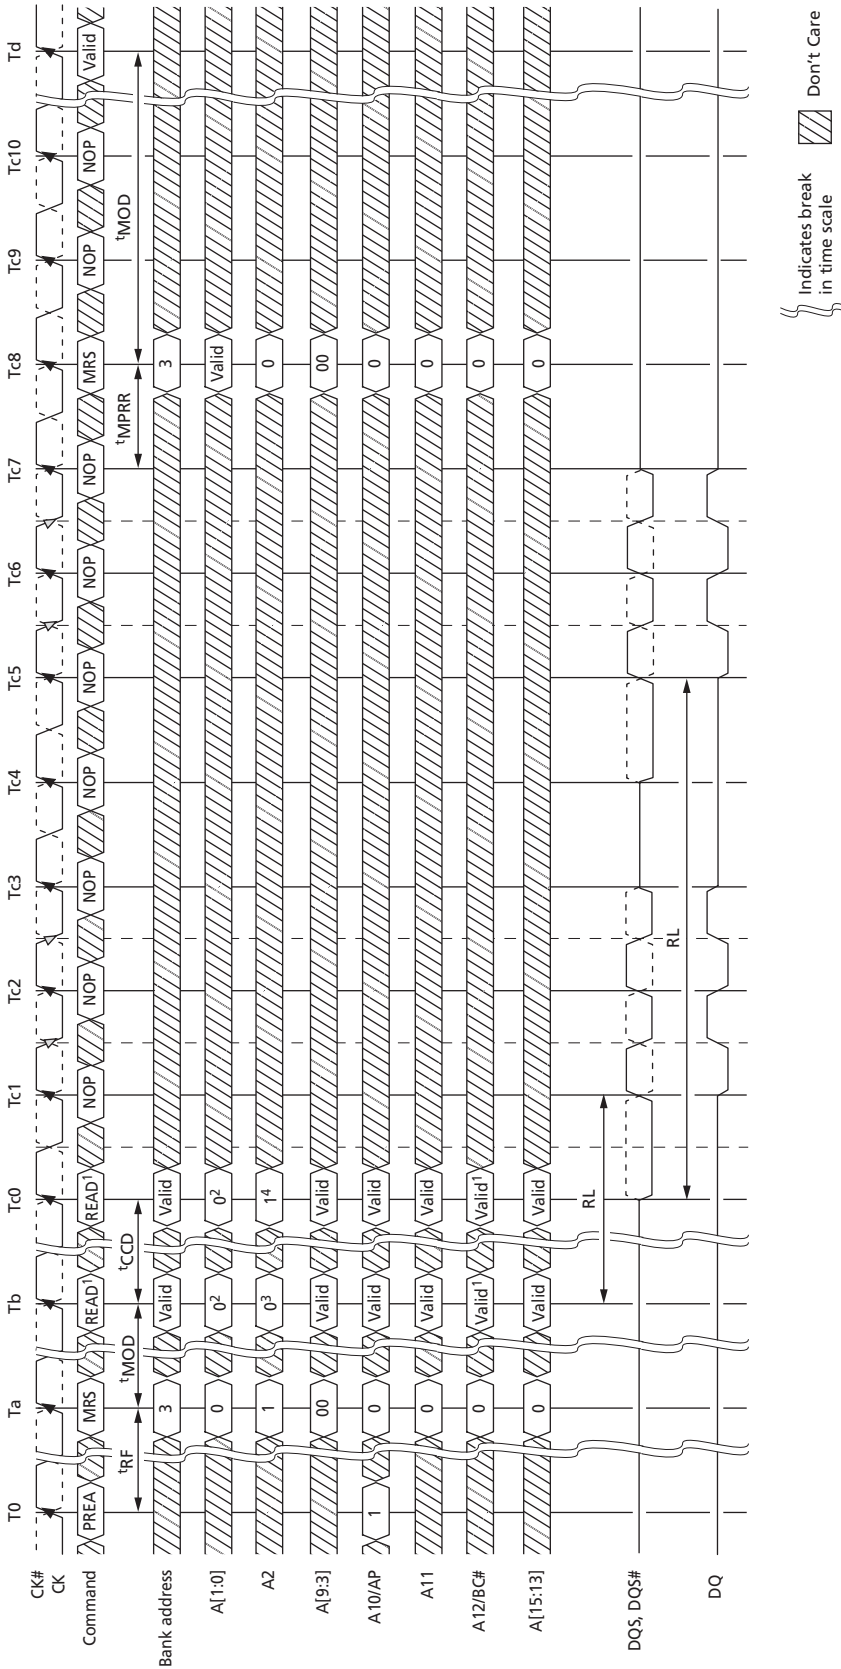 T0 Ta Tb Tc0 Tc1 Tc2 Tc3 Tc4 Tc5 Tc6 Tc7 Tc8 Tc9 Tc10 Td
CK#
CK
Command PREA MRS READ¹ READ¹ NOP NOP NOP NOP NOP NOP NOP MRS NOP NOP Valid
tRF tMOD tCCD tMPRR tMOD
Bank address 3 Valid Valid 3
A[1:0] 0 0² 0² Valid
A2 1 0³ 1⁴ 0
A[9:3] 00 Valid Valid 00
A10/AP 1 0 Valid Valid 0
A11 0 Valid Valid 0
A12/BC# 0 Valid¹ Valid¹ 0
A[15:13] 0 Valid Valid 0
RL
DQS, DQS#
RL
DQ
Indicates break
in time scale
Don't Care